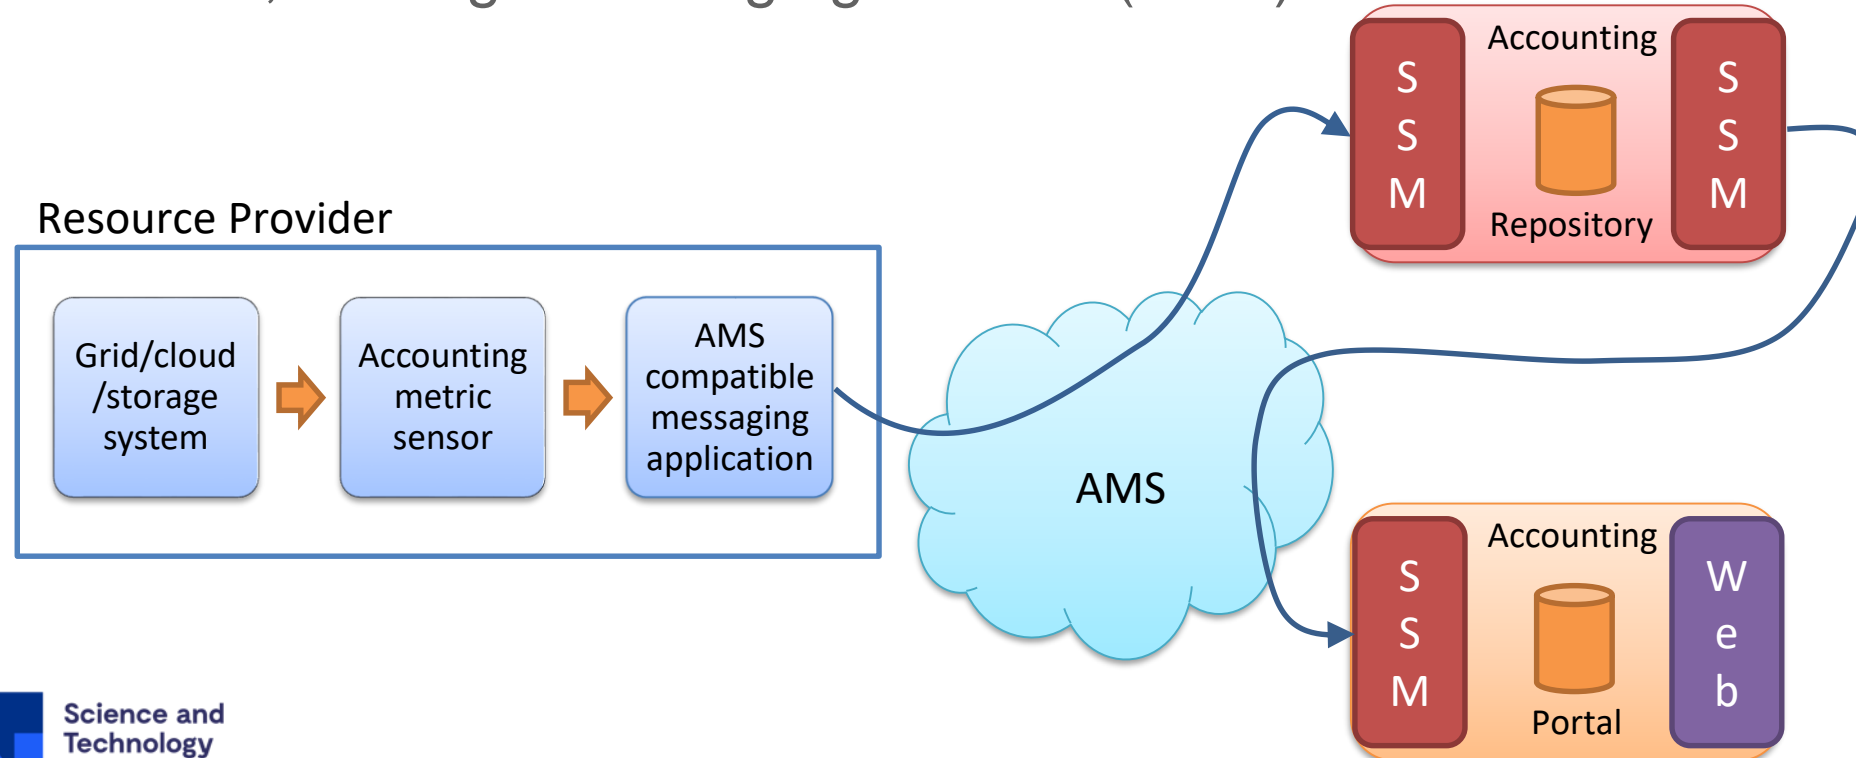 Resource Provider
Grid/cloud
/storage
system
Accounting
metric
sensor
AMS
compatible
messaging
application
AMS
S
S
M
Accounting
Repository
S
S
M
S
S
M
Accounting
Portal
W
e
b
Science and
Technology